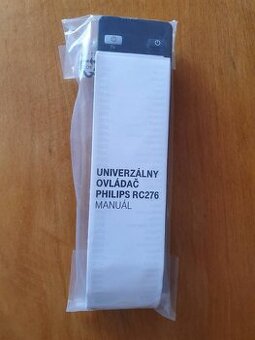 UNIVERZÁLNY
OVLÁDAČ
PHILIPS RC276
MANUÁL